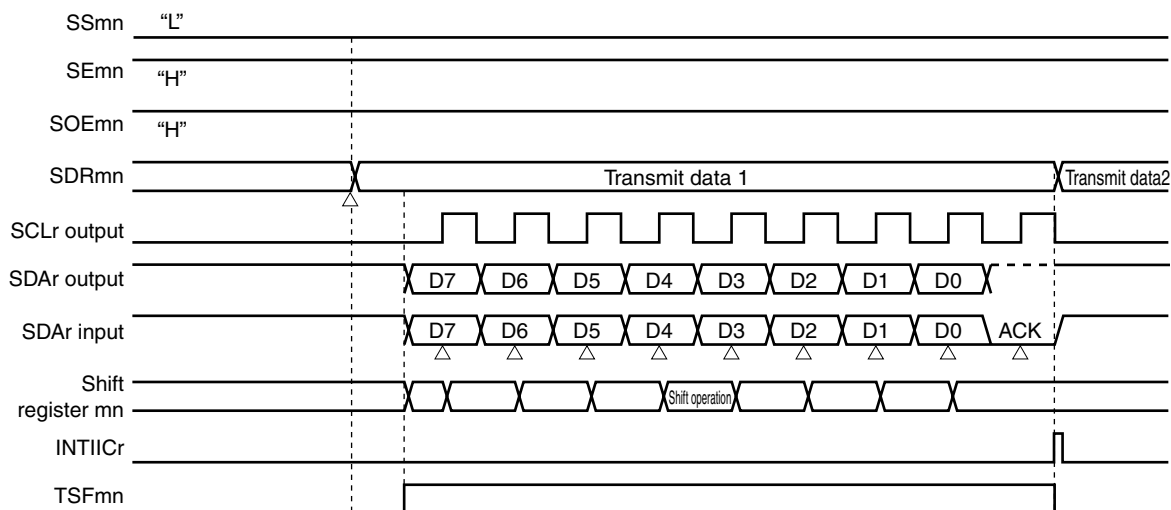 SSmn “L”
SEmn “H”
SOEmn “H”
SDRmn Transmit data 1 Transmit data2
SCLr output
SDAr output D7 D6 D5 D4 D3 D2 D1 D0
SDAr input D7 D6 D5 D4 D3 D2 D1 D0 ACK
Shift
register mn Shift operation
INTIICr
TSFmn